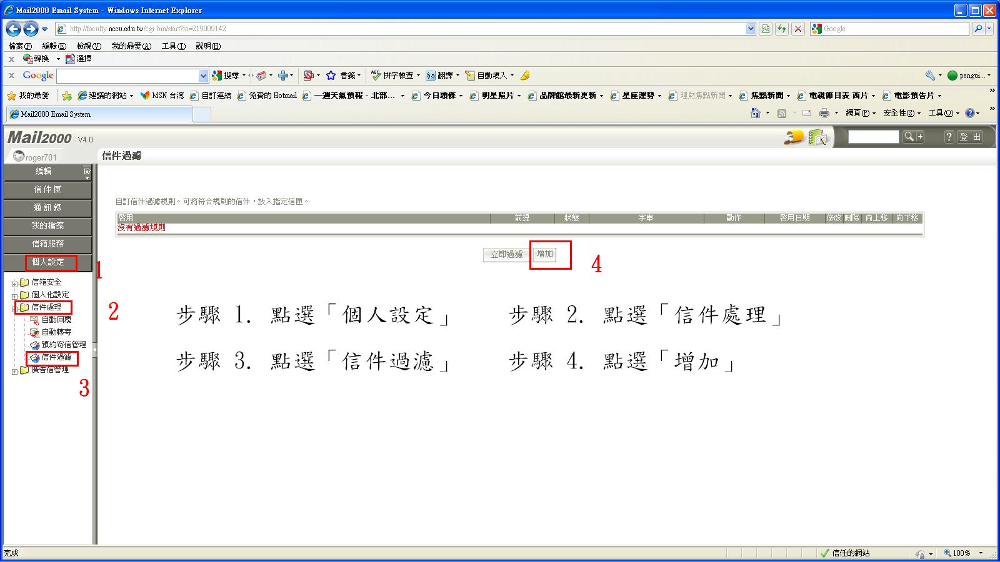 Mail2000 Email System - Windows Internet Explorer
http://faculty.nccu.edu.tw/cgi-bin/start?m=219009142
Google
檔案(F) 編輯(E) 檢視(V) 我的最愛(A) 工具(T) 說明(H)
x 轉換 選擇
x Google 搜尋 書籤 ABC 拼字檢查 翻譯 自動填入 pengui...
我的最愛 建議的網站 MSN 台灣 自訂連結 免費的 Hotmail 一週天氣預報 - 北部... 今日頭條 明星照片 品牌館最新更新 星座運勢 理財焦點新聞 焦點新聞 電視節目表 西片 電影預告片 »
Mail2000 Email System
網頁(P) 安全性(S) 工具(O) »
Mail2000 V4.0
? 登 出
roger701
信件過濾
編輯
信件匣
通訊錄
我的檔案
信箱服務
個人設定
1
信箱安全
個人化設定
信件處理
2
自動回覆
自動轉寄
預約寄信管理
信件過濾
廣告信管理
3
自訂信件過濾規則。可將符合規則的信件，放入指定信匣。
啓用 前提 狀態 字串 動作 啓用日期 修改 刪除 向上移 向下移
沒有過濾規則
立即過濾 增加
4
步驟 1. 點選「個人設定」 步驟 2. 點選「信件處理」
步驟 3. 點選「信件過濾」 步驟 4. 點選「增加」
完成
信任的網站
100%